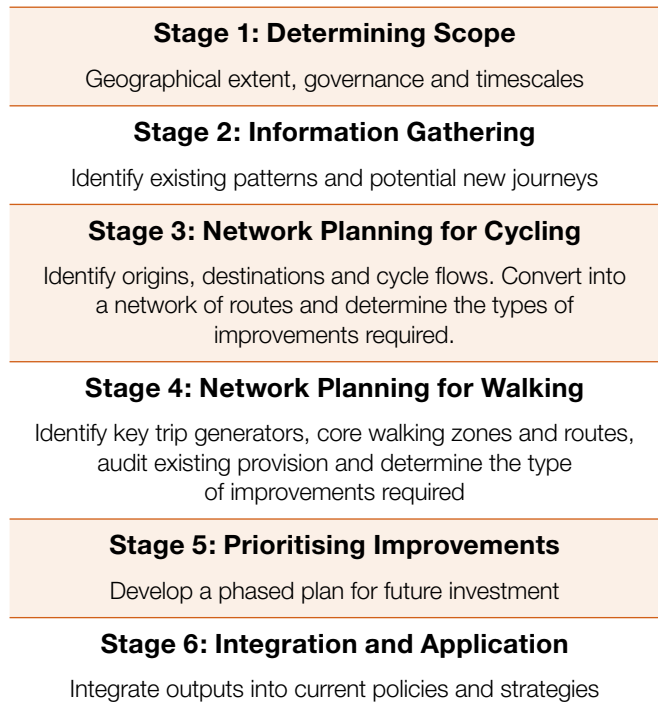 Stage 1: Determining Scope
Geographical extent, governance and timescales
Stage 2: Information Gathering
Identify existing patterns and potential new journeys
Stage 3: Network Planning for Cycling
Identify origins, destinations and cycle flows. Convert into
a network of routes and determine the types of
improvements required.
Stage 4: Network Planning for Walking
Identify key trip generators, core walking zones and routes,
audit existing provision and determine the type
of improvements required
Stage 5: Prioritising Improvements
Develop a phased plan for future investment
Stage 6: Integration and Application
Integrate outputs into current policies and strategies